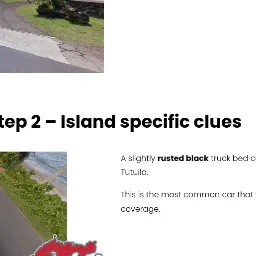 tep 2 – Island specific clues
A slightly rusted black truck bed o
Tutuila.
This is the most common car that
coverage.